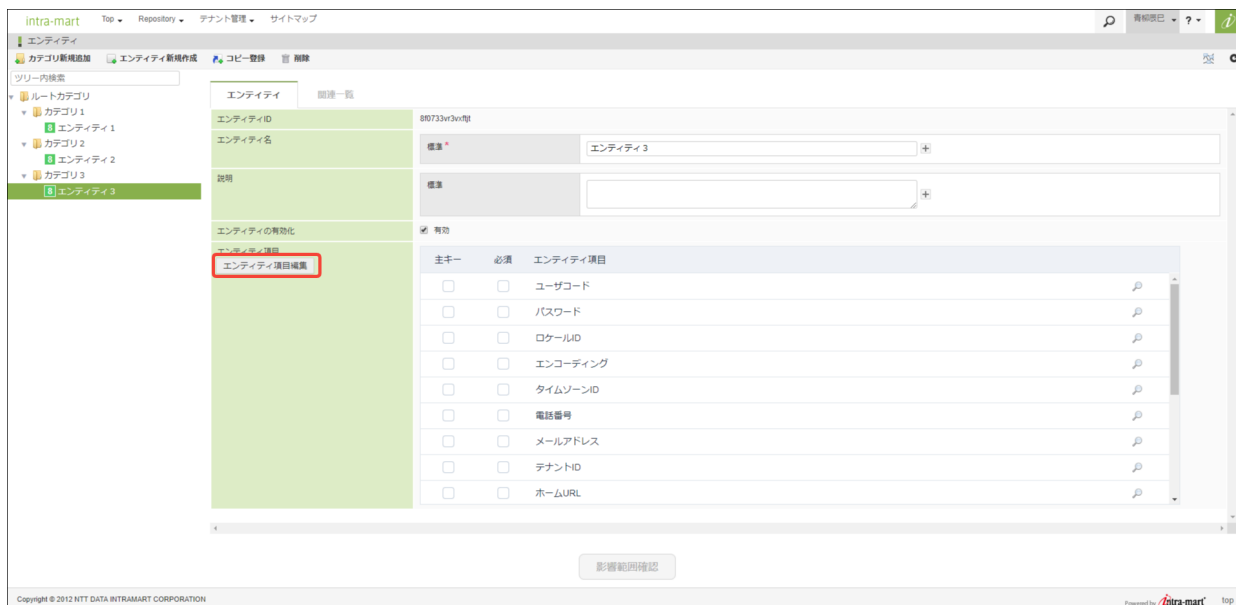 intra-mart Top Repository テナント管理 サイトマップ 青柳辰巳 ?
エンティティ
カテゴリ新規追加 エンティティ新規作成 コピー登録 削除
ツリー内検索
ルートカテゴリ
カテゴリ1
エンティティ1
カテゴリ2
エンティティ2
カテゴリ3
エンティティ3
エンティティ 関連一覧
エンティティID 8f0733vr3vxftjt
エンティティ名 標準* エンティティ3
説明 標準
エンティティの有効化 有効
エンティティ項目
エンティティ項目編集
主キー 必須 エンティティ項目
ユーザコード
パスワード
ロケールID
エンコーディング
タイムゾーンID
電話番号
メールアドレス
テナントID
ホームURL
影響範囲確認
Copyright © 2012 NTT DATA INTRAMART CORPORATION Powered by intra-mart top